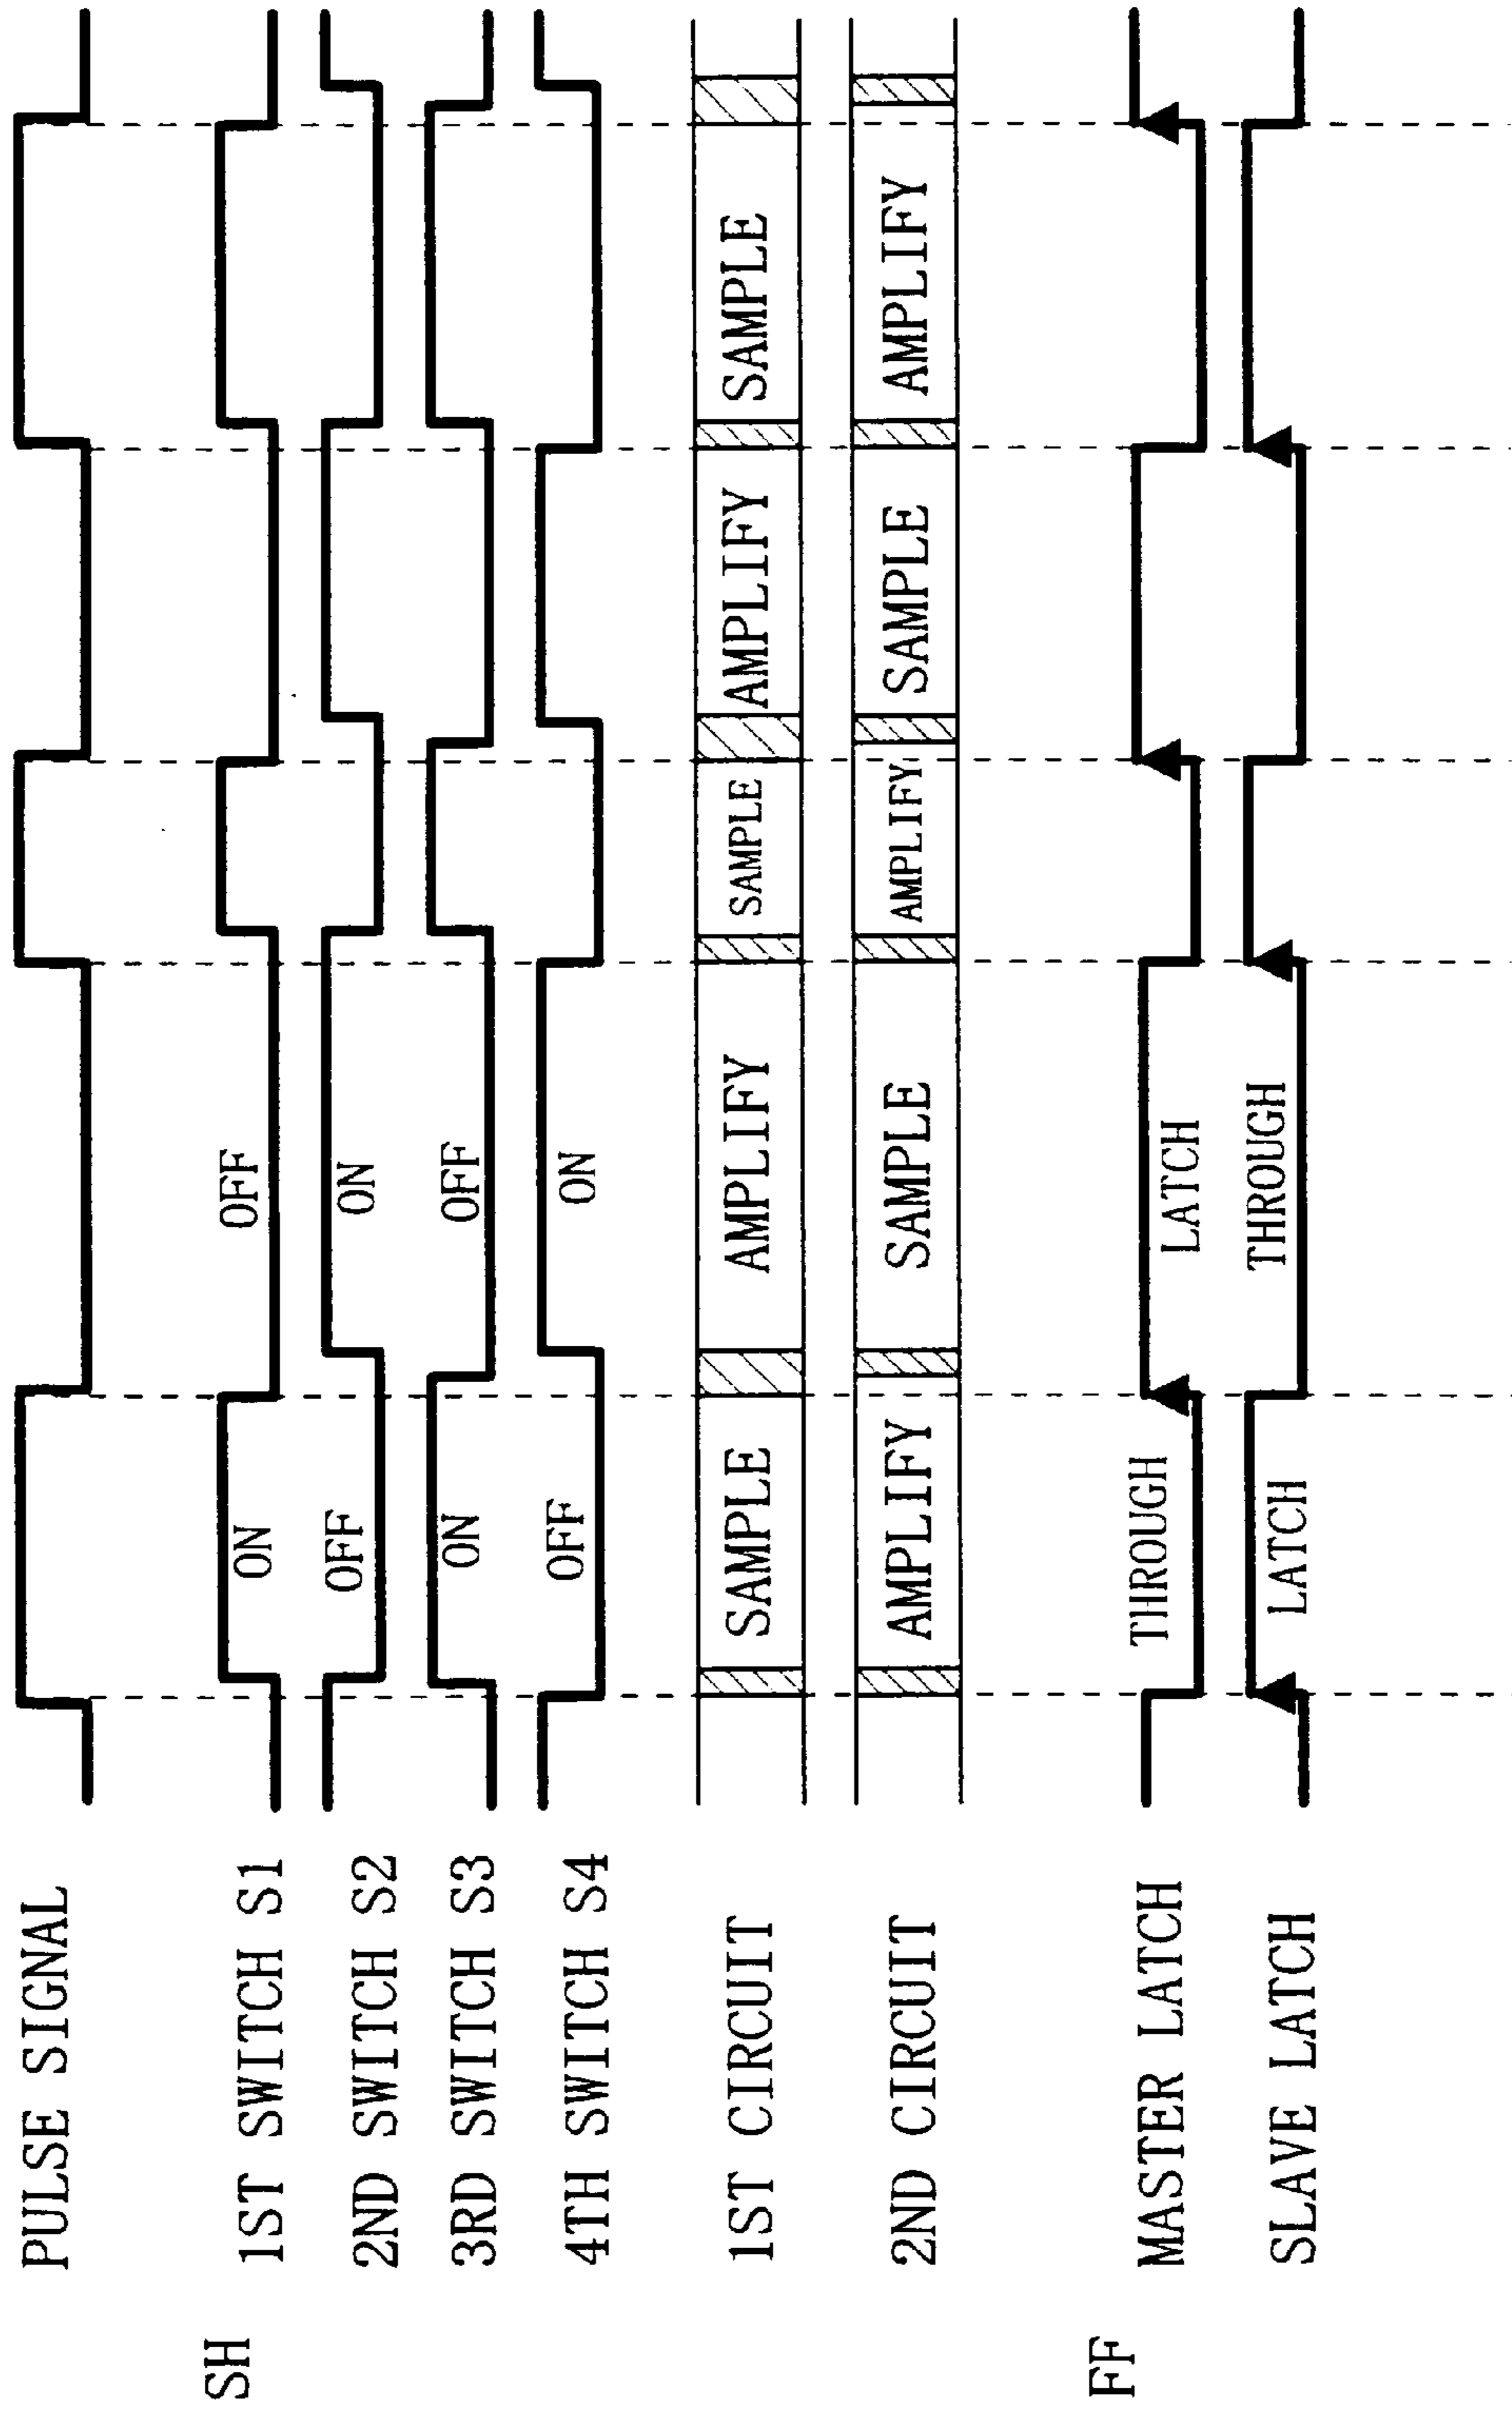 PULSE SIGNAL
SH
1ST SWITCH S1 ON OFF
2ND SWITCH S2 OFF ON
3RD SWITCH S3 ON OFF
4TH SWITCH S4 OFF ON
1ST CIRCUIT SAMPLE AMPLIFY SAMPLE AMPLIFY SAMPLE
2ND CIRCUIT AMPLIFY SAMPLE AMPLIFY SAMPLE AMPLIFY
FF
MASTER LATCH THROUGH LATCH
SLAVE LATCH LATCH THROUGH